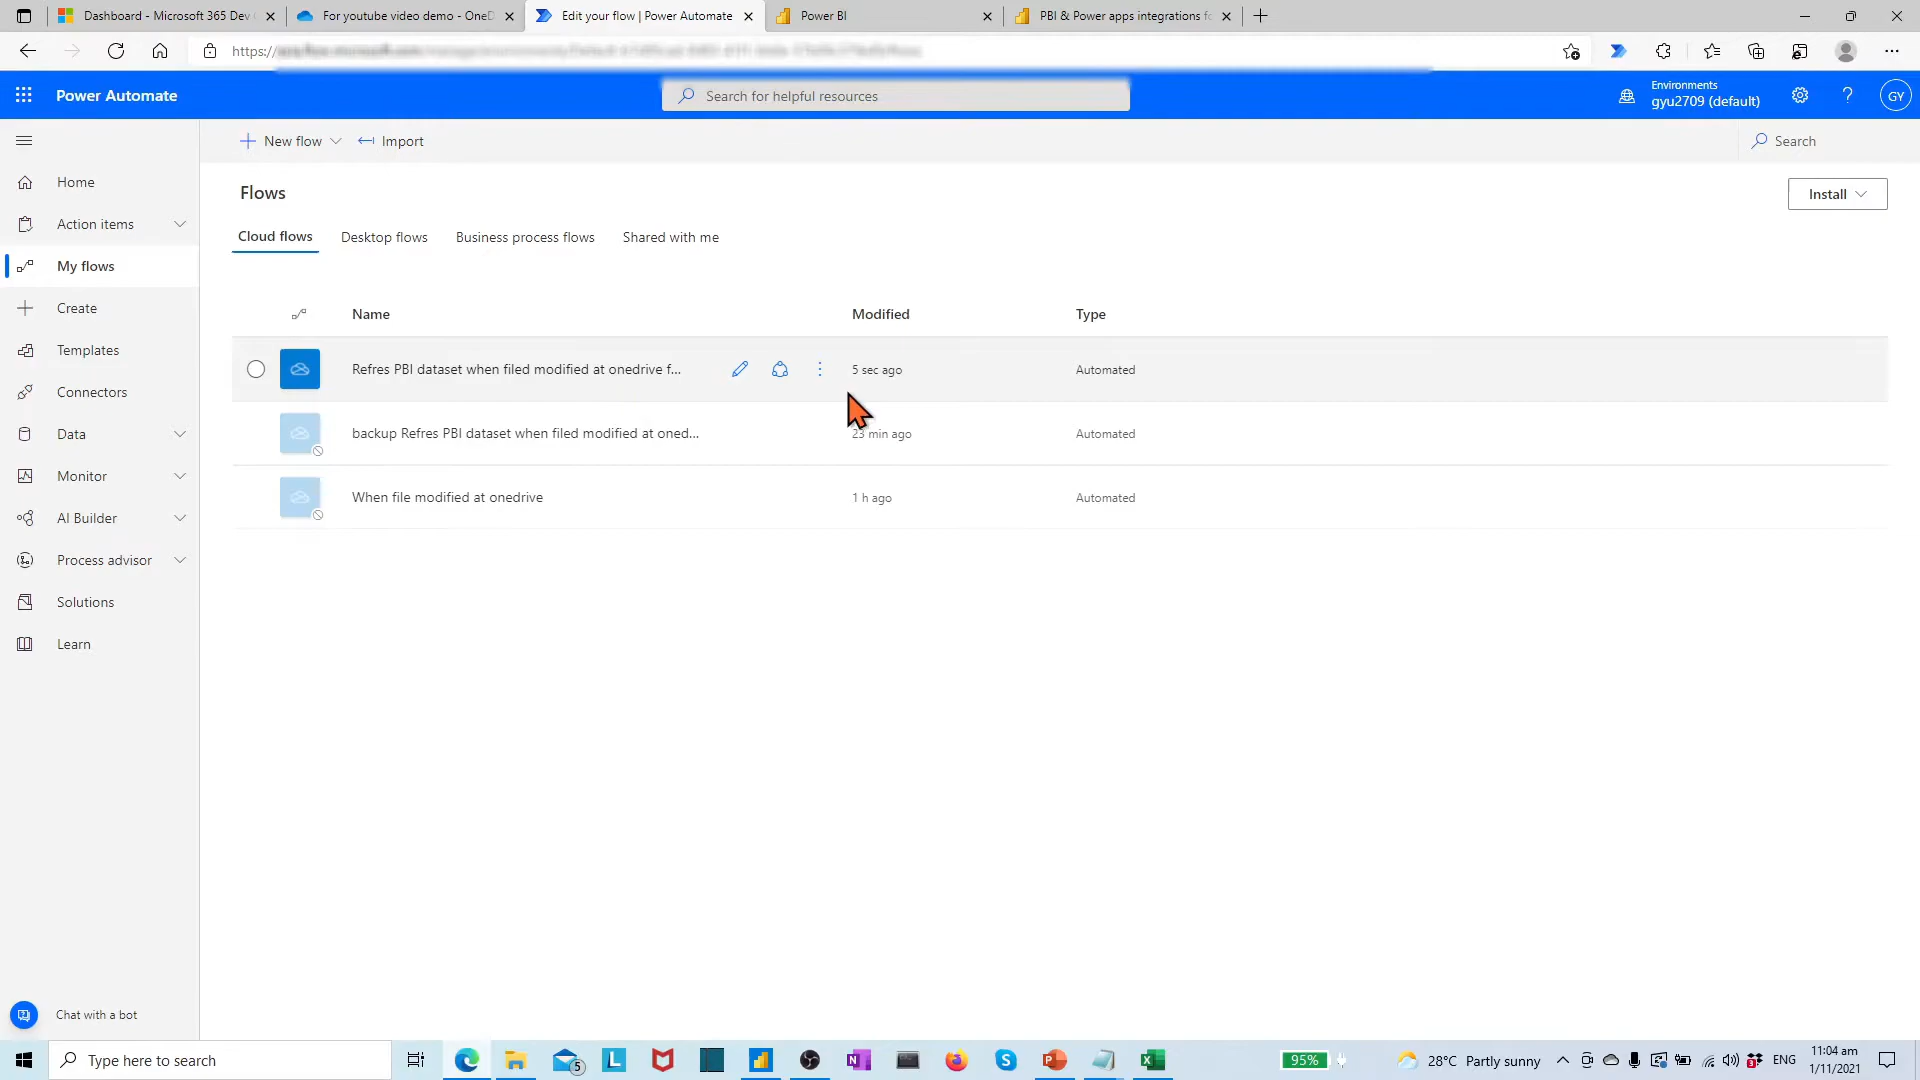 Dashboard - Microsoft 365 Dev
For youtube video demo - OneD
Edit your flow | Power Automate
Power BI
PBI & Power apps integrations fo
https://
Power Automate
Search for helpful resources
Environments
gyu2709 (default)
?
GY
New flow
Import
Search
Home
Action items
My flows
Create
Templates
Connectors
Data
Monitor
AI Builder
Process advisor
Solutions
Learn
Chat with a bot
Flows
Install
Cloud flows
Desktop flows
Business process flows
Shared with me
Name
Modified
Type
Refres PBI dataset when filed modified at onedrive f...
5 sec ago
Automated
backup Refres PBI dataset when filed modified at oned...
23 min ago
Automated
When file modified at onedrive
1 h ago
Automated
Type here to search
5
L
95%
28°C Partly sunny
3
ENG
11:04 am
1/11/2021